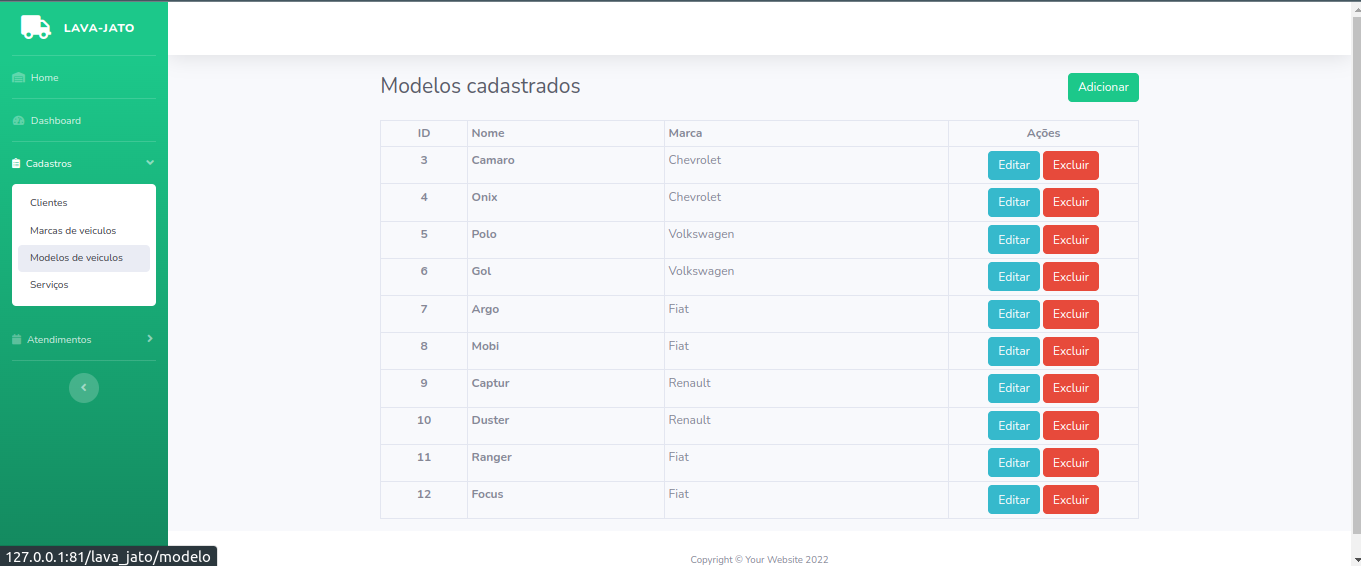 LAVA-JATO
Home
Dashboard
Cadastros
Clientes
Marcas de veiculos
Modelos de veiculos
Serviços
Atendimentos
Modelos cadastrados
Adicionar
ID Nome Marca Ações
3 Camaro Chevrolet Editar Excluir
4 Onix Chevrolet Editar Excluir
5 Polo Volkswagen Editar Excluir
6 Gol Volkswagen Editar Excluir
7 Argo Fiat Editar Excluir
8 Mobi Fiat Editar Excluir
9 Captur Renault Editar Excluir
10 Duster Renault Editar Excluir
11 Ranger Fiat Editar Excluir
12 Focus Fiat Editar Excluir
Copyright © Your Website 2022
127.0.0.1:81/lava_jato/modelo